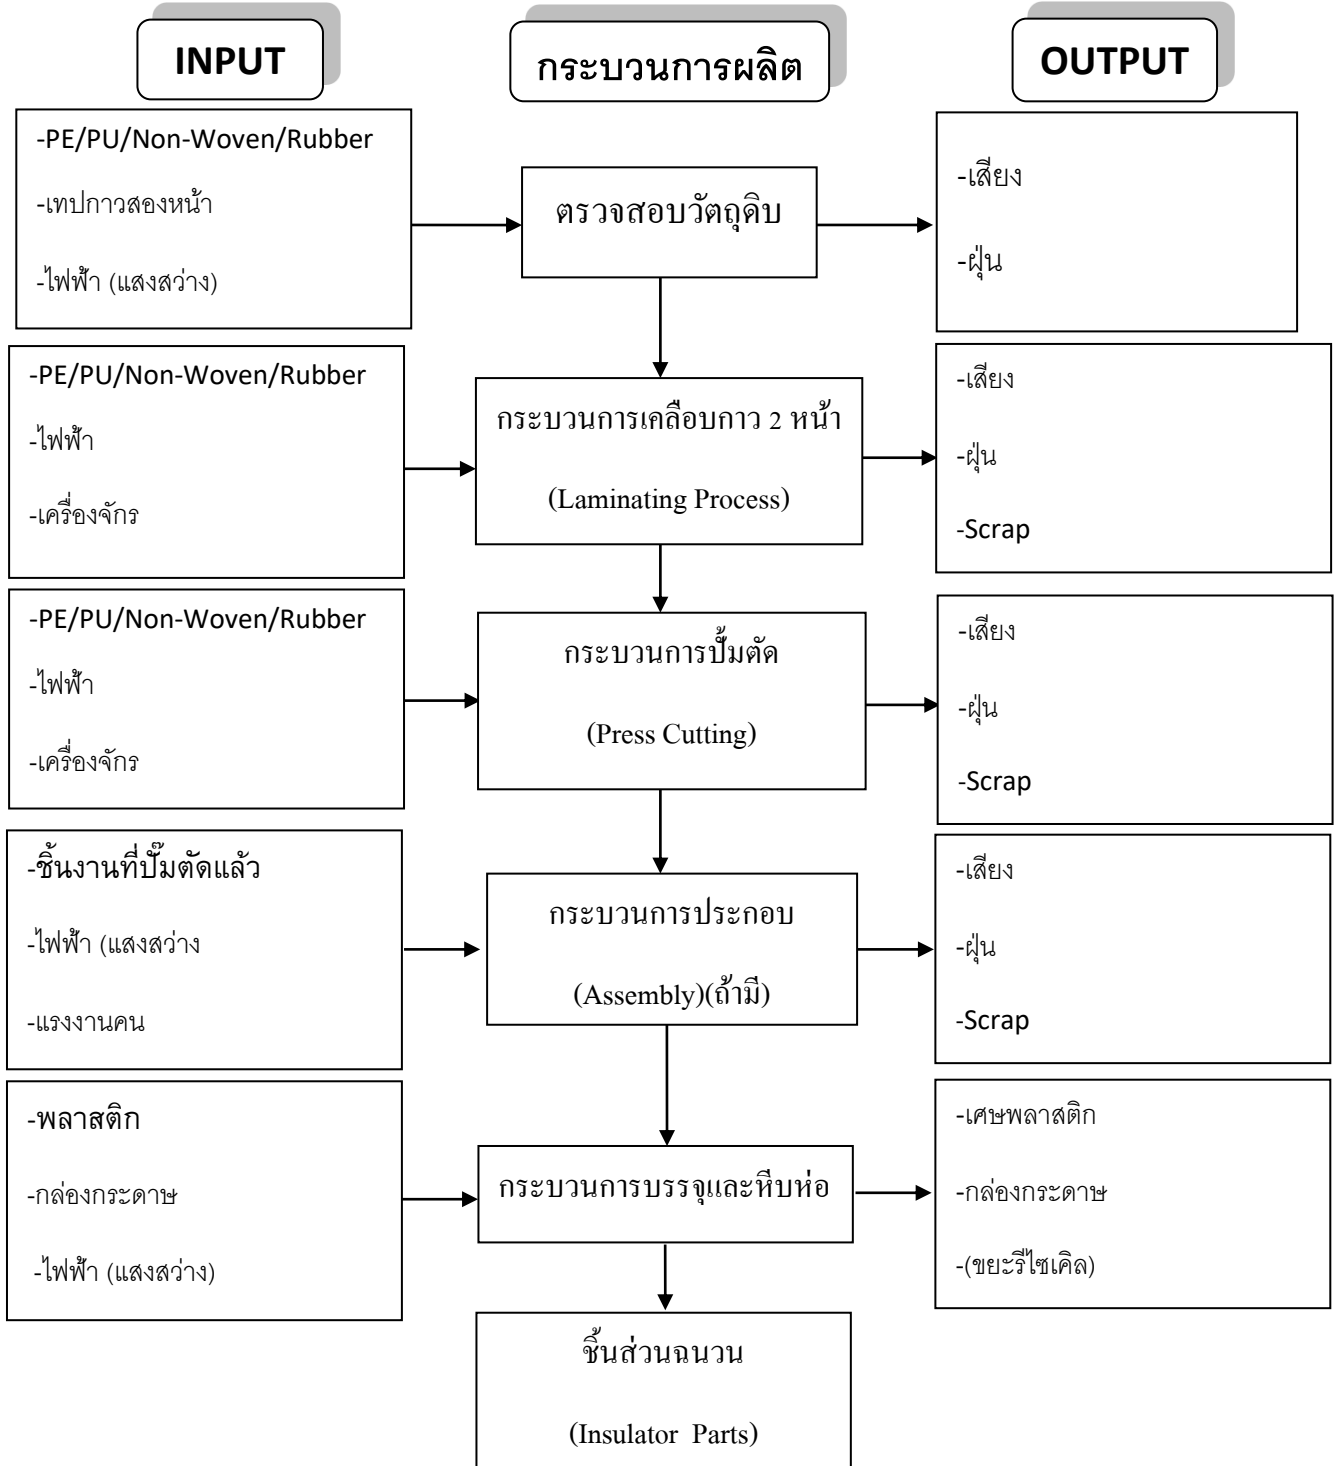 INPUT
กระบวนการผลิต
OUTPUT
-PE/PU/Non-Woven/Rubber
-เทปกาวสองหน้า
-ไฟฟ้า (แสงสว่าง)
ตรวจสอบวัตถุดิบ
-เสียง
-ฝุ่น
-PE/PU/Non-Woven/Rubber
-ไฟฟ้า
-เครื่องจักร
กระบวนการเคลือบกาว 2 หน้า
(Laminating Process)
-เสียง
-ฝุ่น
-Scrap
-PE/PU/Non-Woven/Rubber
-ไฟฟ้า
-เครื่องจักร
กระบวนการปั้มตัด
(Press Cutting)
-เสียง
-ฝุ่น
-Scrap
-ชิ้นงานที่ปั๊มตัดแล้ว
-ไฟฟ้า (แสงสว่าง
-แรงงานคน
กระบวนการประกอบ
(Assembly)(ถ้ามี)
-เสียง
-ฝุ่น
-Scrap
-พลาสติก
-กล่องกระดาษ
-ไฟฟ้า (แสงสว่าง)
กระบวนการบรรจุและหีบห่อ
-เศษพลาสติก
-กล่องกระดาษ
-(ขยะรีไซเคิล)
ชิ้นส่วนฉนวน
(Insulator Parts)